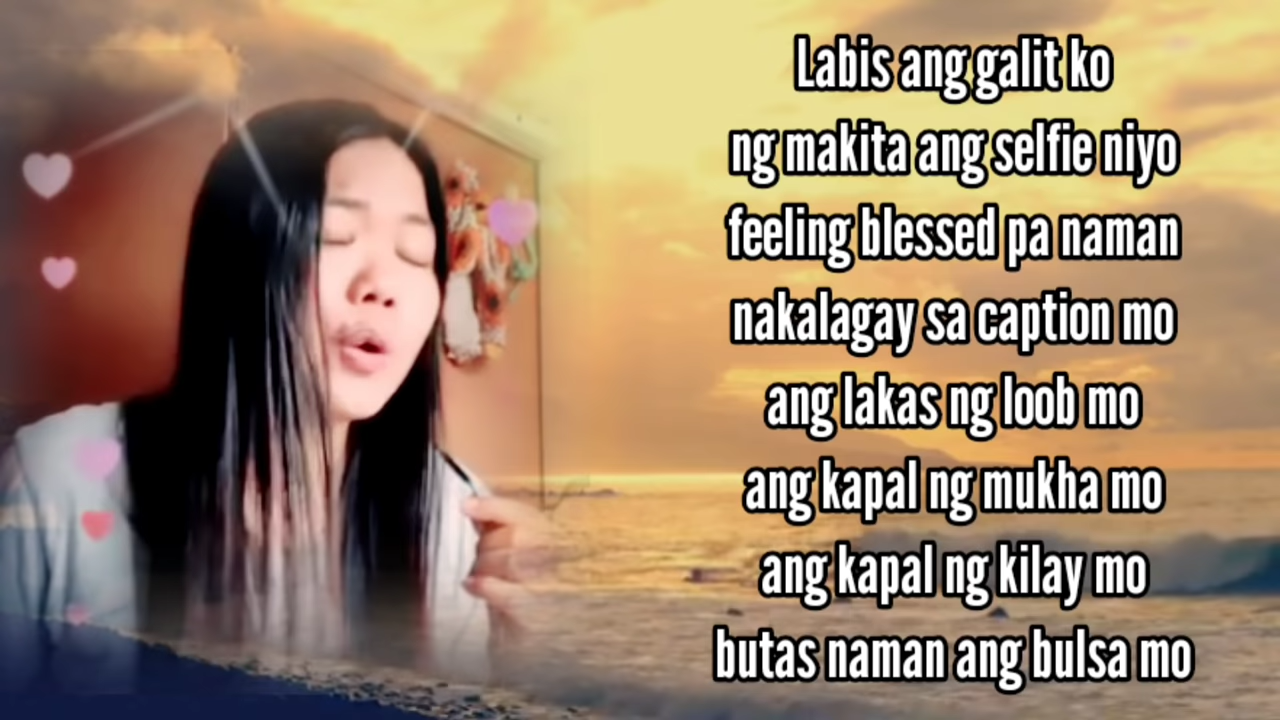 Labis ang galit ko
ng makita ang selfie niyo
feeling blessed pa naman
nakalagay sa caption mo
ang lakas ng loob mo
ang kapal ng mukha mo
ang kapal ng kilay mo
butas naman ang bulsa mo